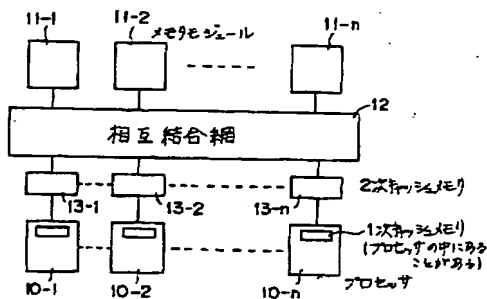 11-1
11-2
11-n
メモリモジュール
12
相互結合網
2次キャッシュメモリ
13-1
13-2
13-n
1次キャッシュメモリ
(プロセッサの中にある
ことがある)
プロセッサ
10-1
10-2
10-n